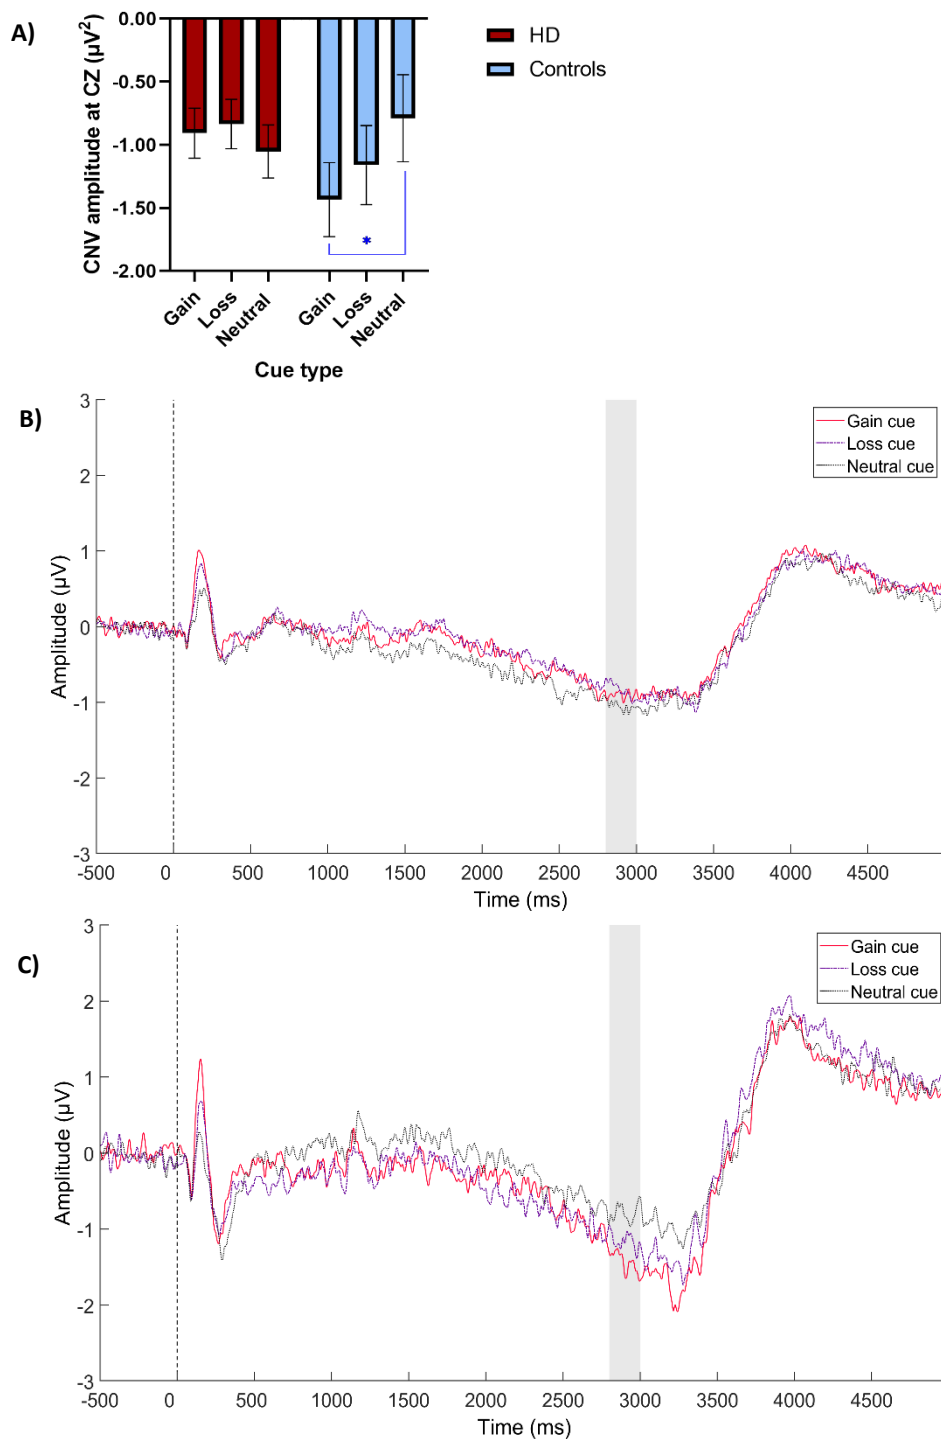 A)
CNV amplitude at CZ (µV²)
0.00
-0.50
-1.00
-1.50
-2.00
*
Gain
Loss
Neutral
Gain
Loss
Neutral
Cue type
HD
Controls
B)
Amplitude (µV)
3
2
1
0
-1
-2
-3
-500
0
500
1000
1500
2000
2500
3000
3500
4000
4500
Time (ms)
Gain cue
Loss cue
Neutral cue
C)
Amplitude (µV)
3
2
1
0
-1
-2
-3
-500
0
500
1000
1500
2000
2500
3000
3500
4000
4500
Time (ms)
Gain cue
Loss cue
Neutral cue